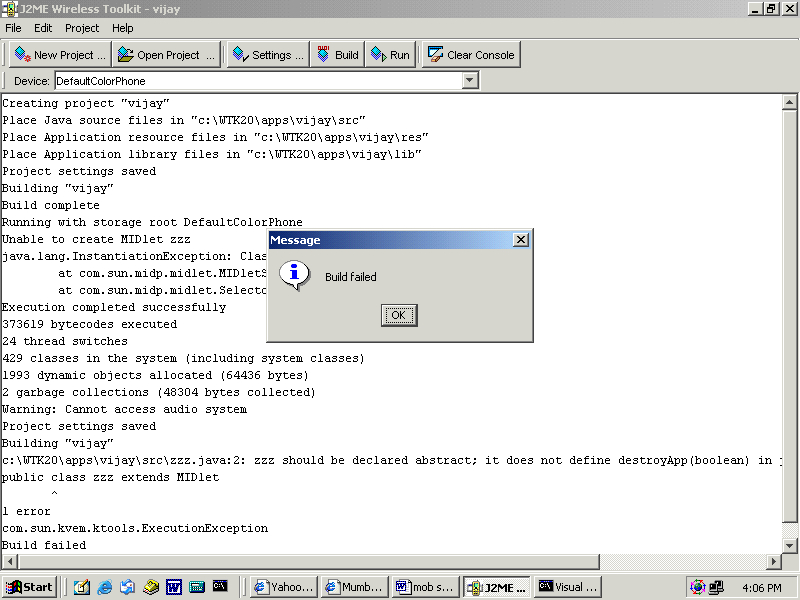 J2ME Wireless Toolkit - vijay
File Edit Project Help
New Project ... Open Project ... Settings ... Build Run Clear Console
Device: DefaultColorPhone
Creating project "vijay"
Place Java source files in "c:\WTK20\apps\vijay\src"
Place Application resource files in "c:\WTK20\apps\vijay\res"
Place Application library files in "c:\WTK20\apps\vijay\lib"
Project settings saved
Building "vijay"
Build complete
Running with storage root DefaultColorPhone
Unable to create MIDlet zzz
java.lang.InstantiationException: Clas
at com.sun.midp.midlet.MIDletS
at com.sun.midp.midlet.Selecto
Message
Build failed
OK
Execution completed successfully
373619 bytecodes executed
24 thread switches
429 classes in the system (including system classes)
1993 dynamic objects allocated (64436 bytes)
2 garbage collections (48304 bytes collected)
Warning: Cannot access audio system
Project settings saved
Building "vijay"
c:\WTK20\apps\vijay\src\zzz.java:2: zzz should be declared abstract; it does not define destroyApp(boolean) in j
public class zzz extends MIDlet
^
1 error
com.sun.kvem.ktools.ExecutionException
Build failed
Start Yahoo... Mumb... mob s... J2ME ... Visual ... 4:06 PM